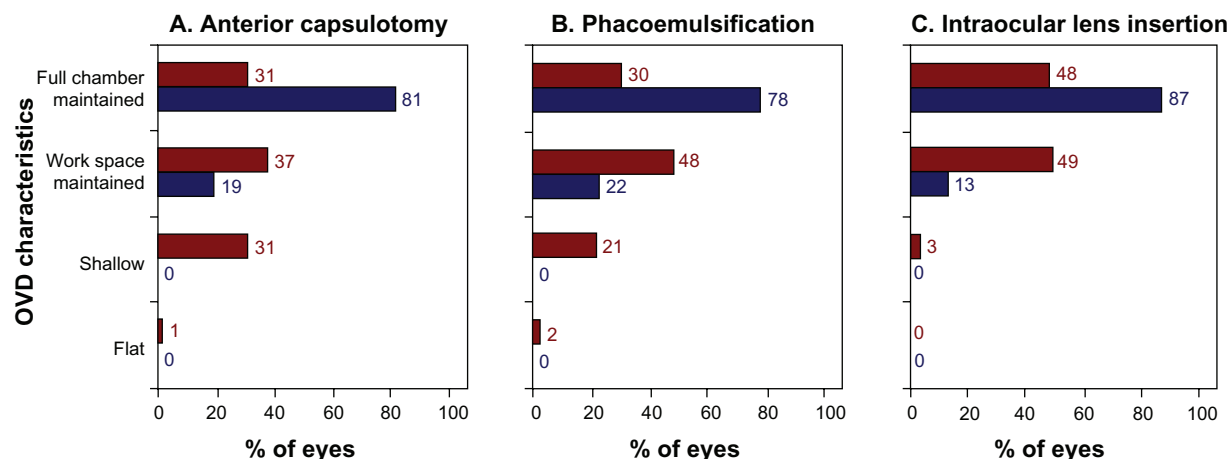 A. Anterior capsulotomy
B. Phacoemulsification
C. Intraocular lens insertion
OVD characteristics
Full chamber
maintained
31
81
30
78
48
87
Work space
maintained
37
19
48
22
49
13
Shallow
31
0
21
0
3
0
Flat
1
0
2
0
0
0
0 20 40 60 80 100
0 20 40 60 80 100
0 20 40 60 80 100
% of eyes
% of eyes
% of eyes